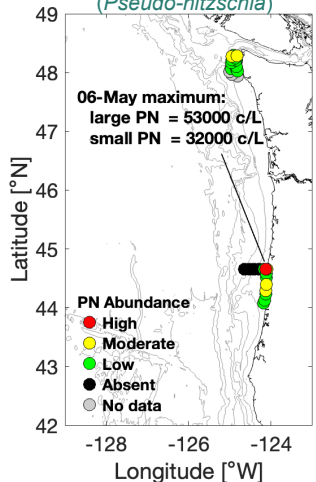 (Pseudo-nitzschia)
49
48
47
46
45
44
43
42
Latitude [°N]
06-May maximum:
large PN = 53000 c/L
small PN = 32000 c/L
PN Abundance
High
Moderate
Low
Absent
No data
-128
-126
-124
Longitude [°W]